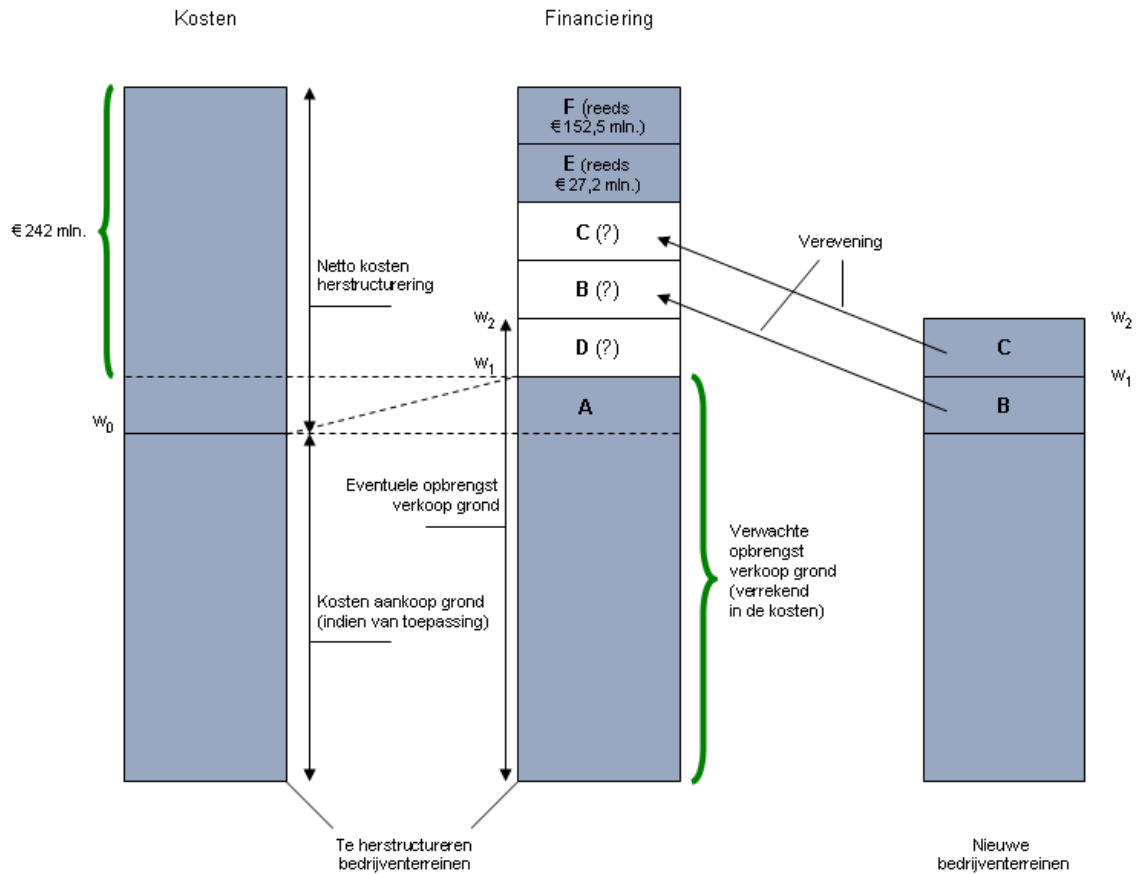 Kosten
Financiering
F (reeds
€ 152,5 mln.)
E (reeds
€ 27,2 mln.)
€ 242 mln.
C (?)
Verevening
Netto kosten
herstructurering
B (?)
w2
w2
D (?)
C
w1
w1
A
B
w0
Eventuele opbrengst
verkoop grond
Verwachte
opbrengst
verkoop grond
(verrekend
in de kosten)
Kosten aankoop grond
(indien van toepassing)
Te herstructureren
bedrijventerreinen
Nieuwe
bedrijventerreinen